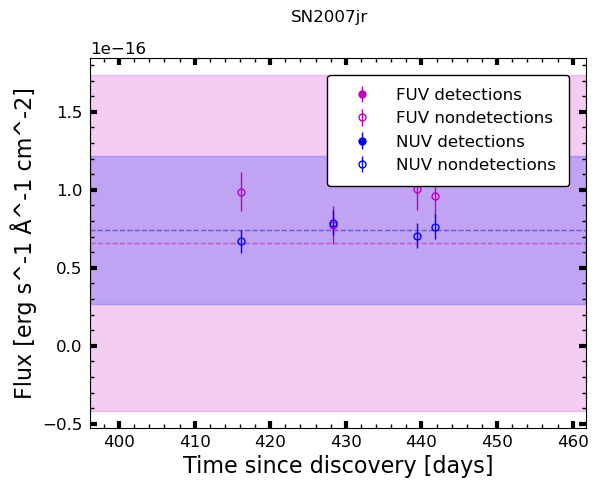 SN2007jr
1e−16
FUV detections
FUV nondetections
NUV detections
NUV nondetections
1.5
1.0
0.5
0.0
−0.5
Flux [erg s^-1 Å^-1 cm^-2]
400 410 420 430 440 450 460
Time since discovery [days]